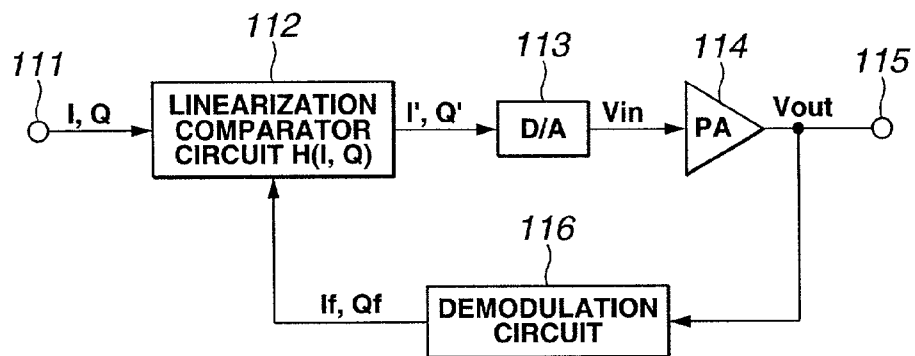 111
I, Q
112
LINEARIZATION
COMPARATOR
CIRCUIT H(I, Q)
I', Q'
113
D/A
Vin
114
PA
Vout
115
116
DEMODULATION
CIRCUIT
If, Qf